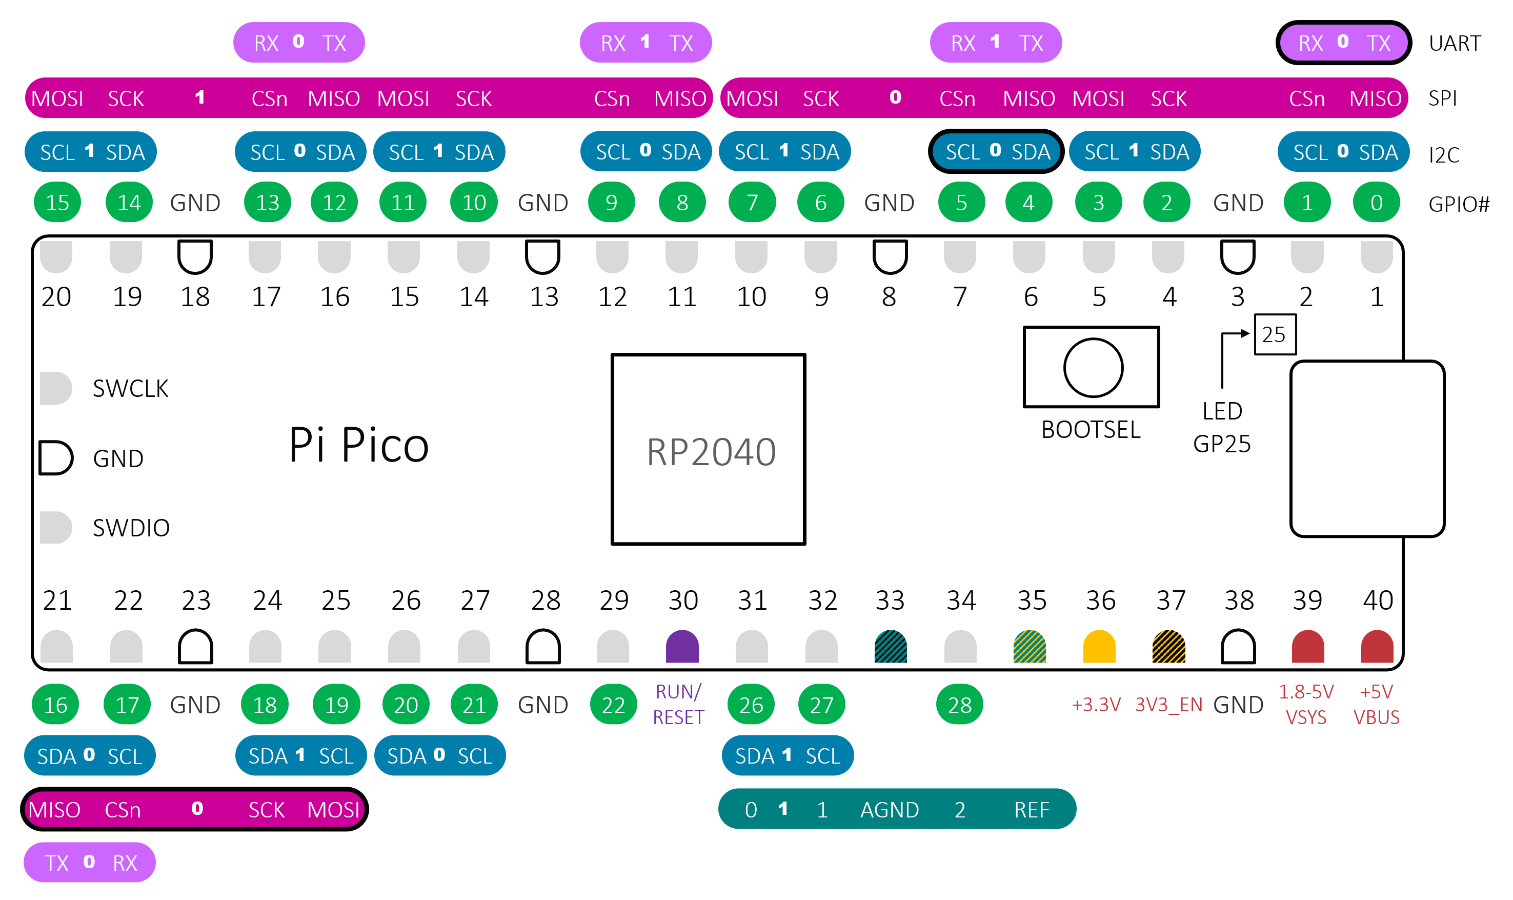 RX 0 TX RX 1 TX RX 1 TX RX 0 TX UART
MOSI SCK 1 CSn MISO MOSI SCK CSn MISO MOSI SCK 0 CSn MISO MOSI SCK CSn MISO SPI
SCL 1 SDA SCL 0 SDA SCL 1 SDA SCL 0 SDA SCL 1 SDA SCL 0 SDA SCL 1 SDA SCL 0 SDA I2C
15 14 GND 13 12 11 10 GND 9 8 7 6 GND 5 4 3 2 GND 1 0 GPIO#
20 19 18 17 16 15 14 13 12 11 10 9 8 7 6 5 4 3 2 1
25
SWCLK
LED
BOOTSEL
GP25
Pi Pico
RP2040
GND
SWDIO
21 22 23 24 25 26 27 28 29 30 31 32 33 34 35 36 37 38 39 40
16 17 GND 18 19 20 21 GND 22 RUN/ RESET 26 27 28 +3.3V 3V3_EN GND 1.8-5V VSYS +5V VBUS
SDA 0 SCL SDA 1 SCL SDA 0 SCL SDA 1 SCL
MISO CSn 0 SCK MOSI 0 1 1 AGND 2 REF
TX 0 RX